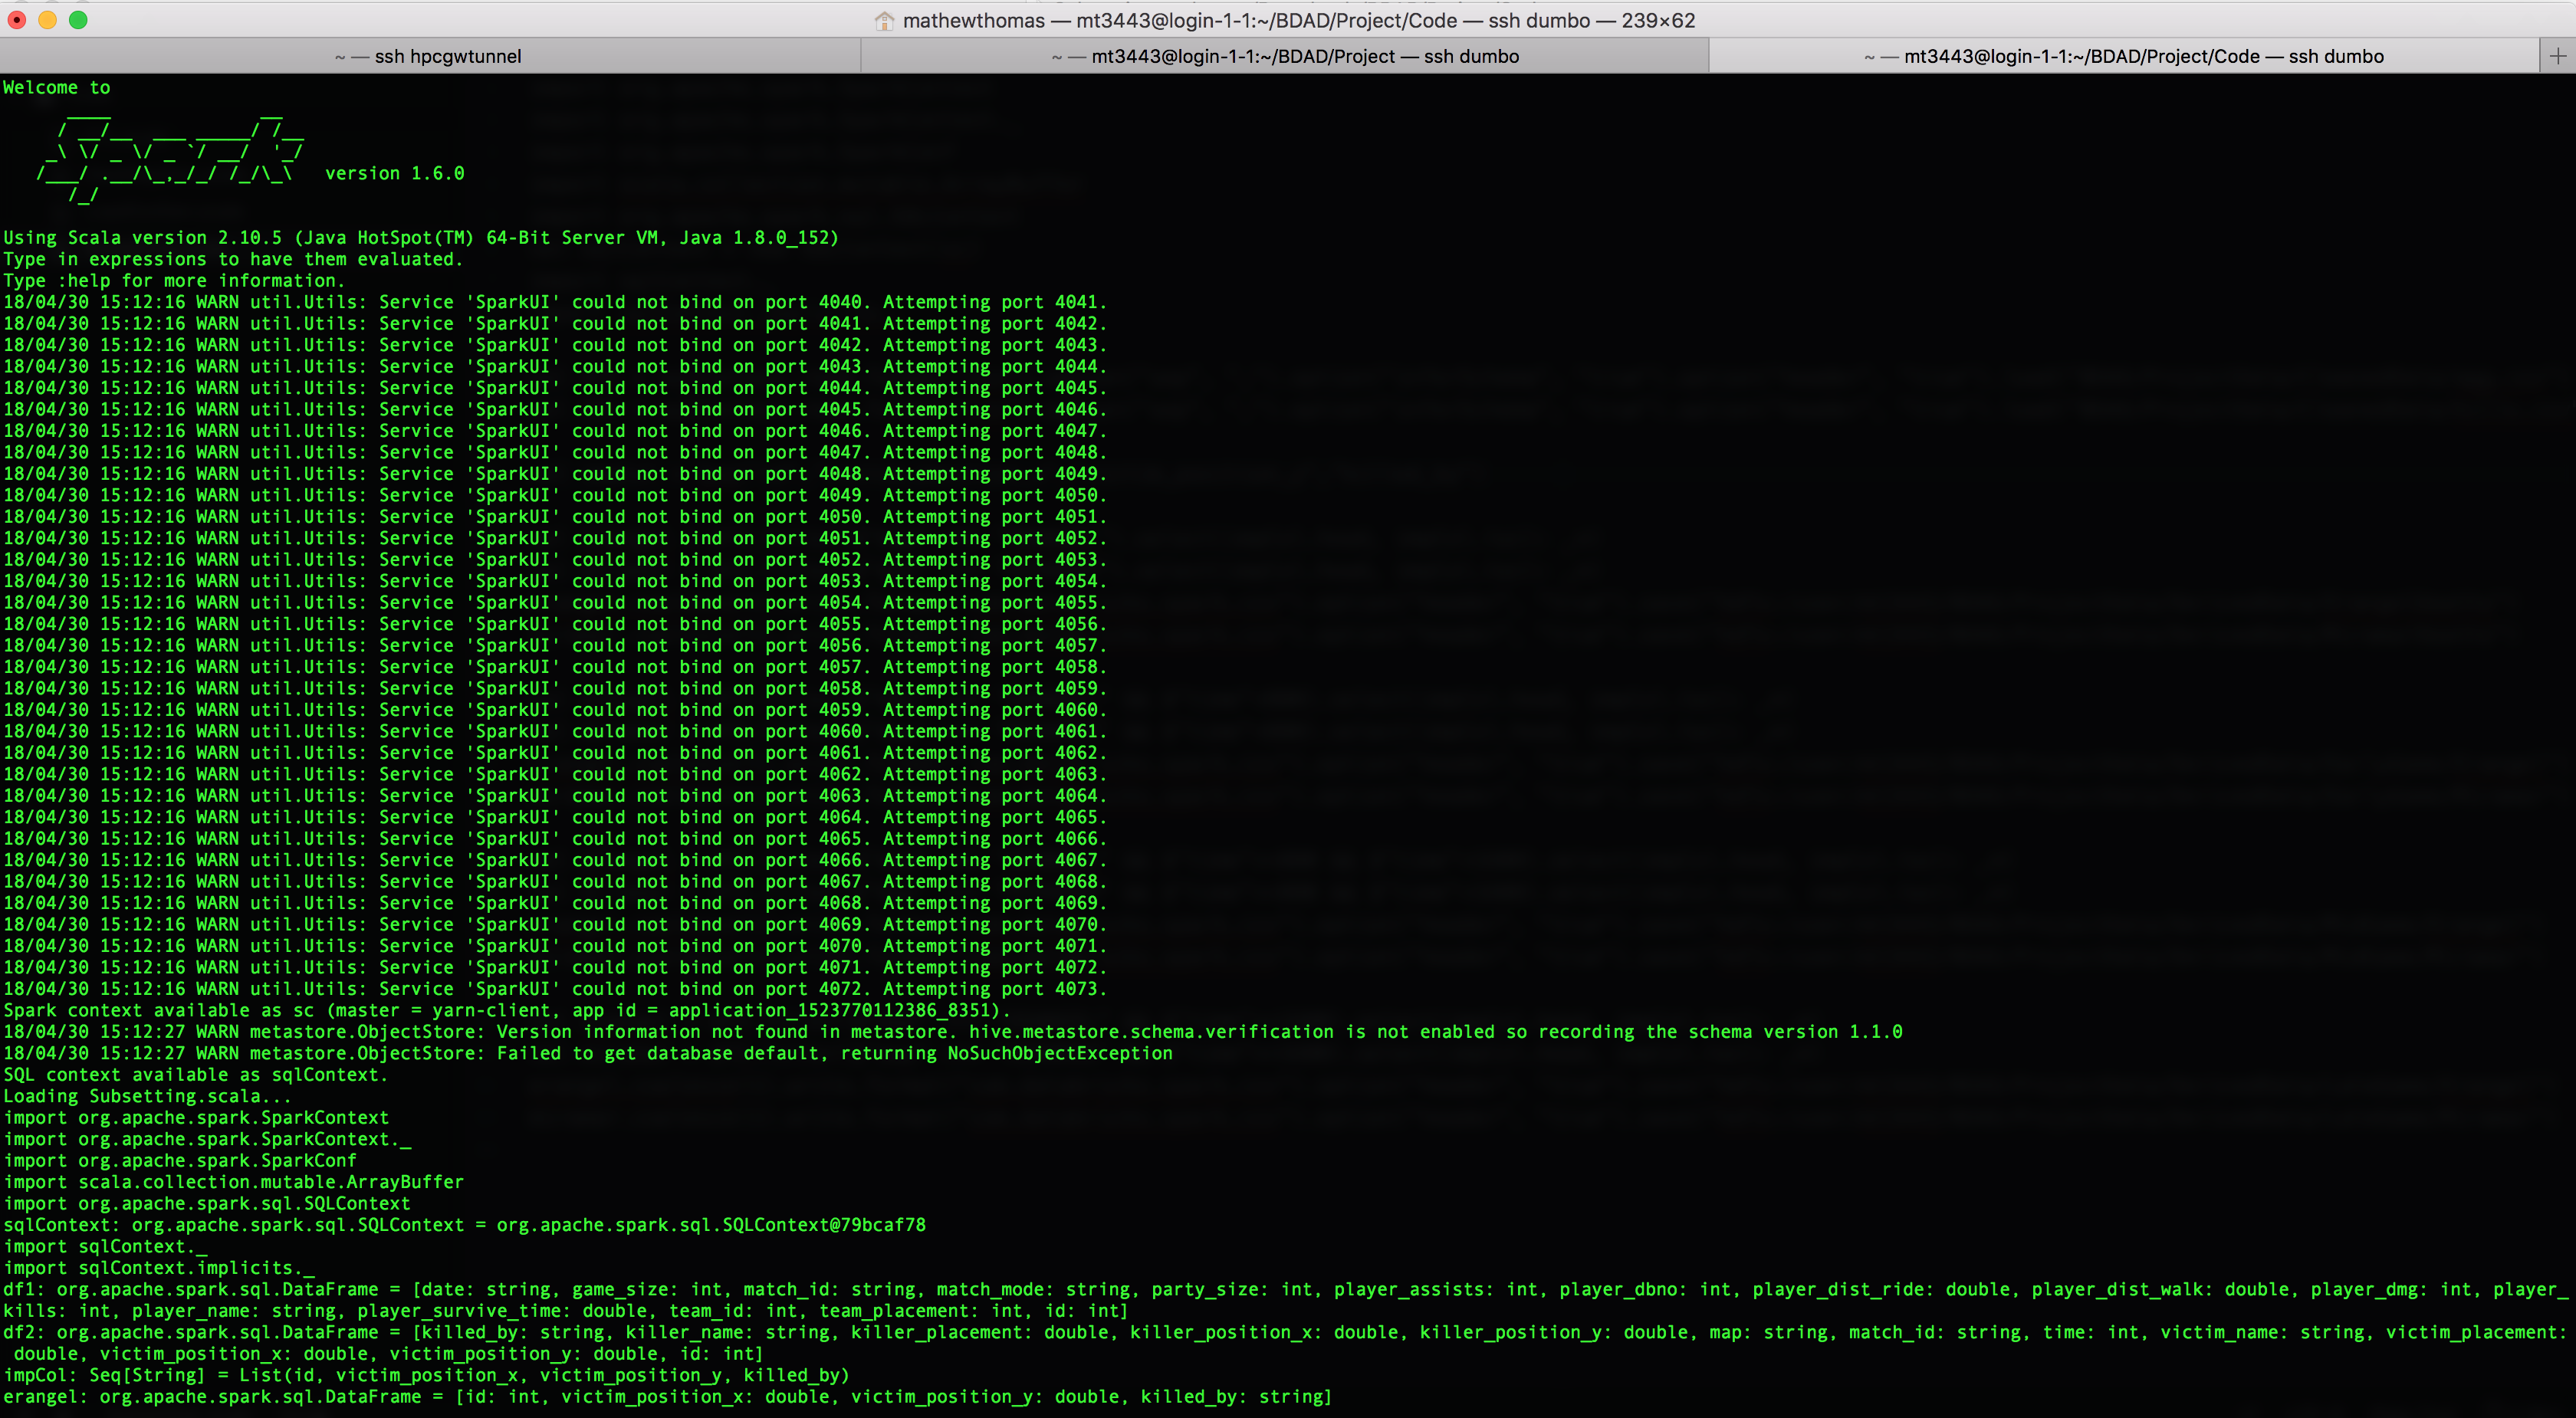 mathewthomas — mt3443@login-1-1:~/BDAD/Project/Code — ssh dumbo — 239×62
~ — ssh hpcgwtunnel
~ — mt3443@login-1-1:~/BDAD/Project — ssh dumbo
~ — mt3443@login-1-1:~/BDAD/Project/Code — ssh dumbo
Welcome to
      ____              __
     / __/__  ___ _____/ /__
    _\ \/ _ \/ _ `/ __/  '_/
   /___/ .__/\_,_/_/ /_/\_\   version 1.6.0
      /_/
Using Scala version 2.10.5 (Java HotSpot(TM) 64-Bit Server VM, Java 1.8.0_152)
Type in expressions to have them evaluated.
Type :help for more information.
18/04/30 15:12:16 WARN util.Utils: Service 'SparkUI' could not bind on port 4040. Attempting port 4041.
18/04/30 15:12:16 WARN util.Utils: Service 'SparkUI' could not bind on port 4041. Attempting port 4042.
18/04/30 15:12:16 WARN util.Utils: Service 'SparkUI' could not bind on port 4042. Attempting port 4043.
18/04/30 15:12:16 WARN util.Utils: Service 'SparkUI' could not bind on port 4043. Attempting port 4044.
18/04/30 15:12:16 WARN util.Utils: Service 'SparkUI' could not bind on port 4044. Attempting port 4045.
18/04/30 15:12:16 WARN util.Utils: Service 'SparkUI' could not bind on port 4045. Attempting port 4046.
18/04/30 15:12:16 WARN util.Utils: Service 'SparkUI' could not bind on port 4046. Attempting port 4047.
18/04/30 15:12:16 WARN util.Utils: Service 'SparkUI' could not bind on port 4047. Attempting port 4048.
18/04/30 15:12:16 WARN util.Utils: Service 'SparkUI' could not bind on port 4048. Attempting port 4049.
18/04/30 15:12:16 WARN util.Utils: Service 'SparkUI' could not bind on port 4049. Attempting port 4050.
18/04/30 15:12:16 WARN util.Utils: Service 'SparkUI' could not bind on port 4050. Attempting port 4051.
18/04/30 15:12:16 WARN util.Utils: Service 'SparkUI' could not bind on port 4051. Attempting port 4052.
18/04/30 15:12:16 WARN util.Utils: Service 'SparkUI' could not bind on port 4052. Attempting port 4053.
18/04/30 15:12:16 WARN util.Utils: Service 'SparkUI' could not bind on port 4053. Attempting port 4054.
18/04/30 15:12:16 WARN util.Utils: Service 'SparkUI' could not bind on port 4054. Attempting port 4055.
18/04/30 15:12:16 WARN util.Utils: Service 'SparkUI' could not bind on port 4055. Attempting port 4056.
18/04/30 15:12:16 WARN util.Utils: Service 'SparkUI' could not bind on port 4056. Attempting port 4057.
18/04/30 15:12:16 WARN util.Utils: Service 'SparkUI' could not bind on port 4057. Attempting port 4058.
18/04/30 15:12:16 WARN util.Utils: Service 'SparkUI' could not bind on port 4058. Attempting port 4059.
18/04/30 15:12:16 WARN util.Utils: Service 'SparkUI' could not bind on port 4059. Attempting port 4060.
18/04/30 15:12:16 WARN util.Utils: Service 'SparkUI' could not bind on port 4060. Attempting port 4061.
18/04/30 15:12:16 WARN util.Utils: Service 'SparkUI' could not bind on port 4061. Attempting port 4062.
18/04/30 15:12:16 WARN util.Utils: Service 'SparkUI' could not bind on port 4062. Attempting port 4063.
18/04/30 15:12:16 WARN util.Utils: Service 'SparkUI' could not bind on port 4063. Attempting port 4064.
18/04/30 15:12:16 WARN util.Utils: Service 'SparkUI' could not bind on port 4064. Attempting port 4065.
18/04/30 15:12:16 WARN util.Utils: Service 'SparkUI' could not bind on port 4065. Attempting port 4066.
18/04/30 15:12:16 WARN util.Utils: Service 'SparkUI' could not bind on port 4066. Attempting port 4067.
18/04/30 15:12:16 WARN util.Utils: Service 'SparkUI' could not bind on port 4067. Attempting port 4068.
18/04/30 15:12:16 WARN util.Utils: Service 'SparkUI' could not bind on port 4068. Attempting port 4069.
18/04/30 15:12:16 WARN util.Utils: Service 'SparkUI' could not bind on port 4069. Attempting port 4070.
18/04/30 15:12:16 WARN util.Utils: Service 'SparkUI' could not bind on port 4070. Attempting port 4071.
18/04/30 15:12:16 WARN util.Utils: Service 'SparkUI' could not bind on port 4071. Attempting port 4072.
18/04/30 15:12:16 WARN util.Utils: Service 'SparkUI' could not bind on port 4072. Attempting port 4073.
Spark context available as sc (master = yarn-client, app id = application_1523770112386_8351).
18/04/30 15:12:27 WARN metastore.ObjectStore: Version information not found in metastore. hive.metastore.schema.verification is not enabled so recording the schema version 1.1.0
18/04/30 15:12:27 WARN metastore.ObjectStore: Failed to get database default, returning NoSuchObjectException
SQL context available as sqlContext.
Loading Subsetting.scala...
import org.apache.spark.SparkContext
import org.apache.spark.SparkContext._
import org.apache.spark.SparkConf
import scala.collection.mutable.ArrayBuffer
import org.apache.spark.sql.SQLContext
sqlContext: org.apache.spark.sql.SQLContext = org.apache.spark.sql.SQLContext@79bcaf78
import sqlContext._
import sqlContext.implicits._
df1: org.apache.spark.sql.DataFrame = [date: string, game_size: int, match_id: string, match_mode: string, party_size: int, player_assists: int, player_dbno: int, player_dist_ride: double, player_dist_walk: double, player_dmg: int, player_
kills: int, player_name: string, player_survive_time: double, team_id: int, team_placement: int, id: int]
df2: org.apache.spark.sql.DataFrame = [killed_by: string, killer_name: string, killer_placement: double, killer_position_x: double, killer_position_y: double, map: string, match_id: string, time: int, victim_name: string, victim_placement:
 double, victim_position_x: double, victim_position_y: double, id: int]
impCol: Seq[String] = List(id, victim_position_x, victim_position_y, killed_by)
erangel: org.apache.spark.sql.DataFrame = [id: int, victim_position_x: double, victim_position_y: double, killed_by: string]